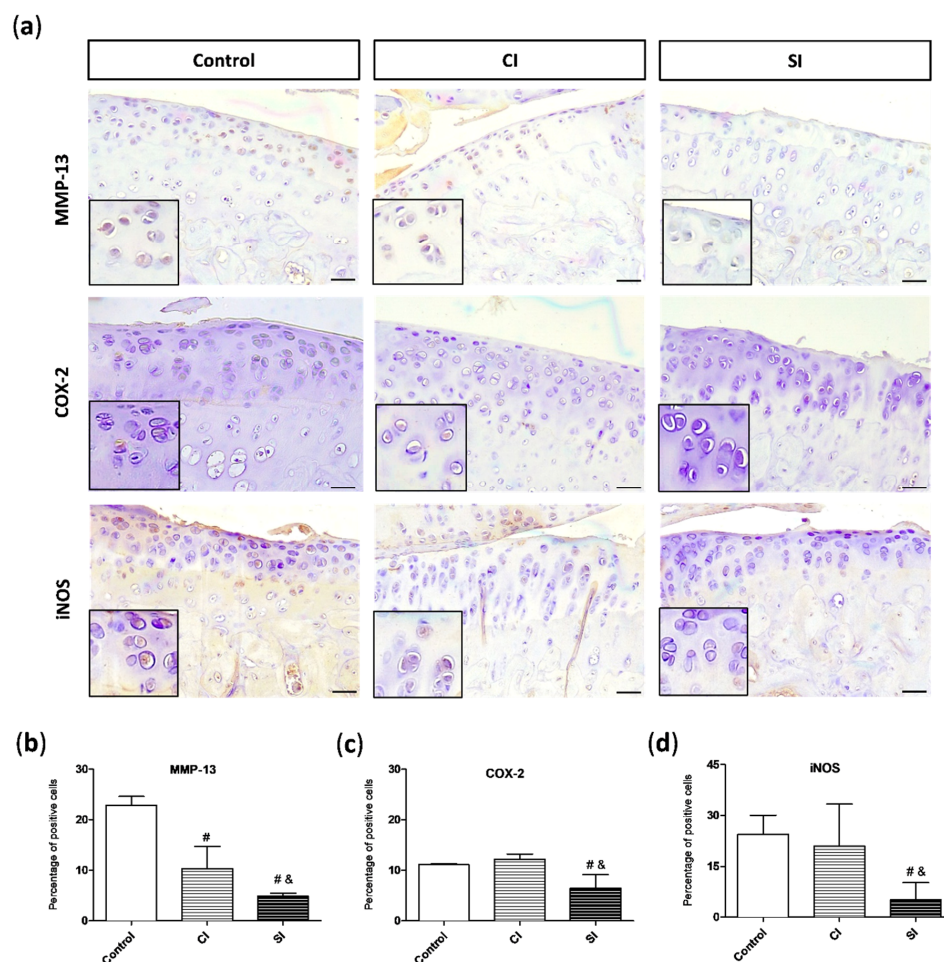 (a)
Control
CI
SI
MMP-13
COX-2
iNOS
(b)
MMP-13
Percentage of positive cells
30
20
10
0
#
# &
Control
CI
SI
(c)
COX-2
Percentage of positive cells
30
20
10
0
# &
Control
CI
SI
(d)
iNOS
Percentage of positive cells
45
30
15
0
# &
Control
CI
SI